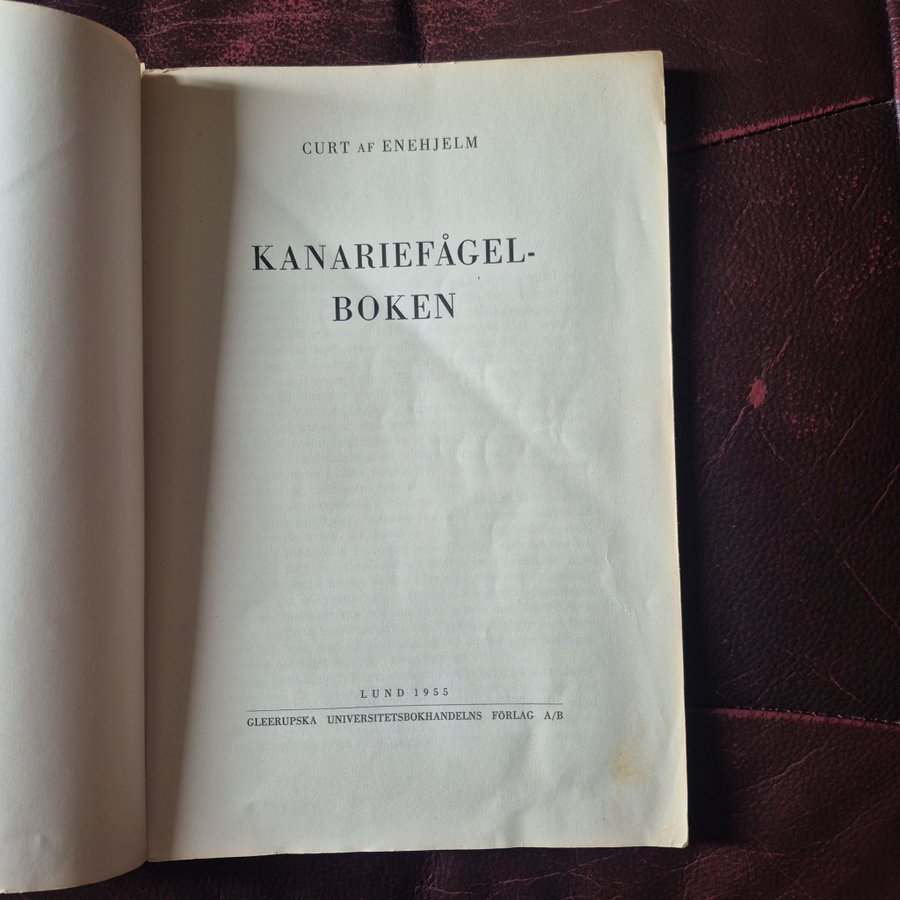 CURT AF ENEHJELM
KANARIEFÅGEL-
BOKEN
LUND 1955
GLEERUPSKA UNIVERSITETSBOKHANDELNS FÖRLAG A/B